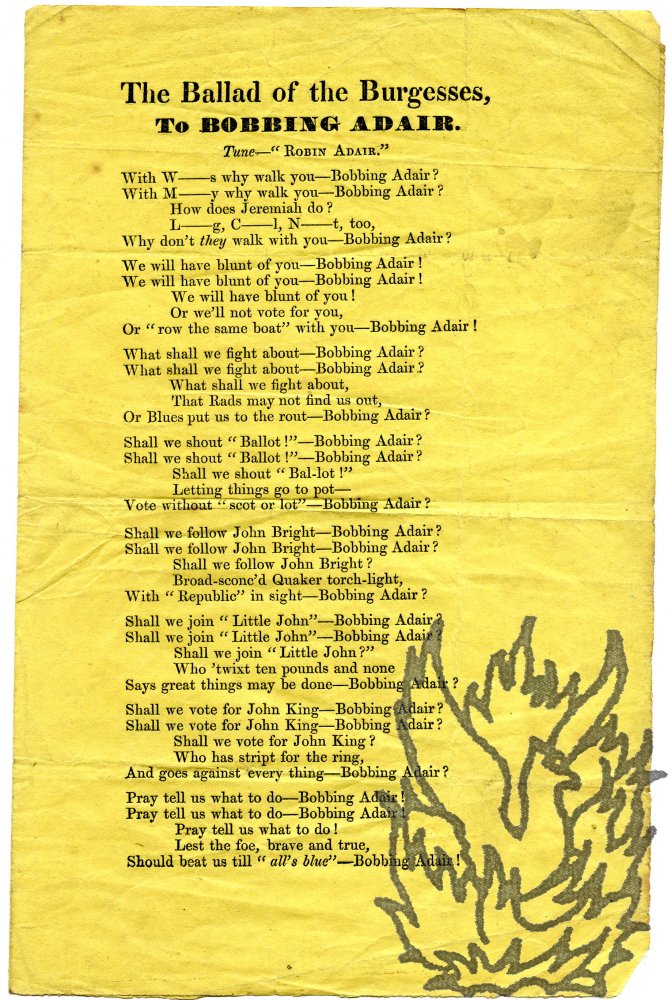 The Ballad of the Burgesses,
To BOBBING ADAIR.
Tune—“ Robin Adair.”
With W——s why walk you—Bobbing Adair?
With M——y why walk you—Bobbing Adair?
How does Jeremiah do?
L——g, C——l, N——t, too,
Why don't they walk with you—Bobbing Adair?
We will have blunt of you—Bobbing Adair!
We will have blunt of you—Bobbing Adair!
We will have blunt of you!
Or we'll not vote for you,
Or “row the same boat” with you—Bobbing Adair!
What shall we fight about—Bobbing Adair?
What shall we fight about—Bobbing Adair?
What shall we fight about,
That Rads may not find us out,
Or Blues put us to the rout—Bobbing Adair?
Shall we shout “Ballot!”—Bobbing Adair?
Shall we shout “Ballot!”—Bobbing Adair?
Shall we shout “Bal-lot!”
Letting things go to pot—
Vote without “scot or lot”—Bobbing Adair?
Shall we follow John Bright—Bobbing Adair?
Shall we follow John Bright—Bobbing Adair?
Shall we follow John Bright?
Broad-sconc'd Quaker torch-light,
With “Republic” in sight—Bobbing Adair?
Shall we join “Little John”—Bobbing Adair?
Shall we join “Little John”—Bobbing Adair?
Shall we join “Little John?”
Who 'twixt ten pounds and none
Says great things may be done—Bobbing Adair?
Shall we vote for John King—Bobbing Adair?
Shall we vote for John King—Bobbing Adair?
Shall we vote for John King?
Who has stript for the ring,
And goes against every thing—Bobbing Adair?
Pray tell us what to do—Bobbing Adair!
Pray tell us what to do—Bobbing Adair!
Pray tell us what to do!
Lest the foe, brave and true,
Should beat us till “all's blue”—Bobbing Adair!